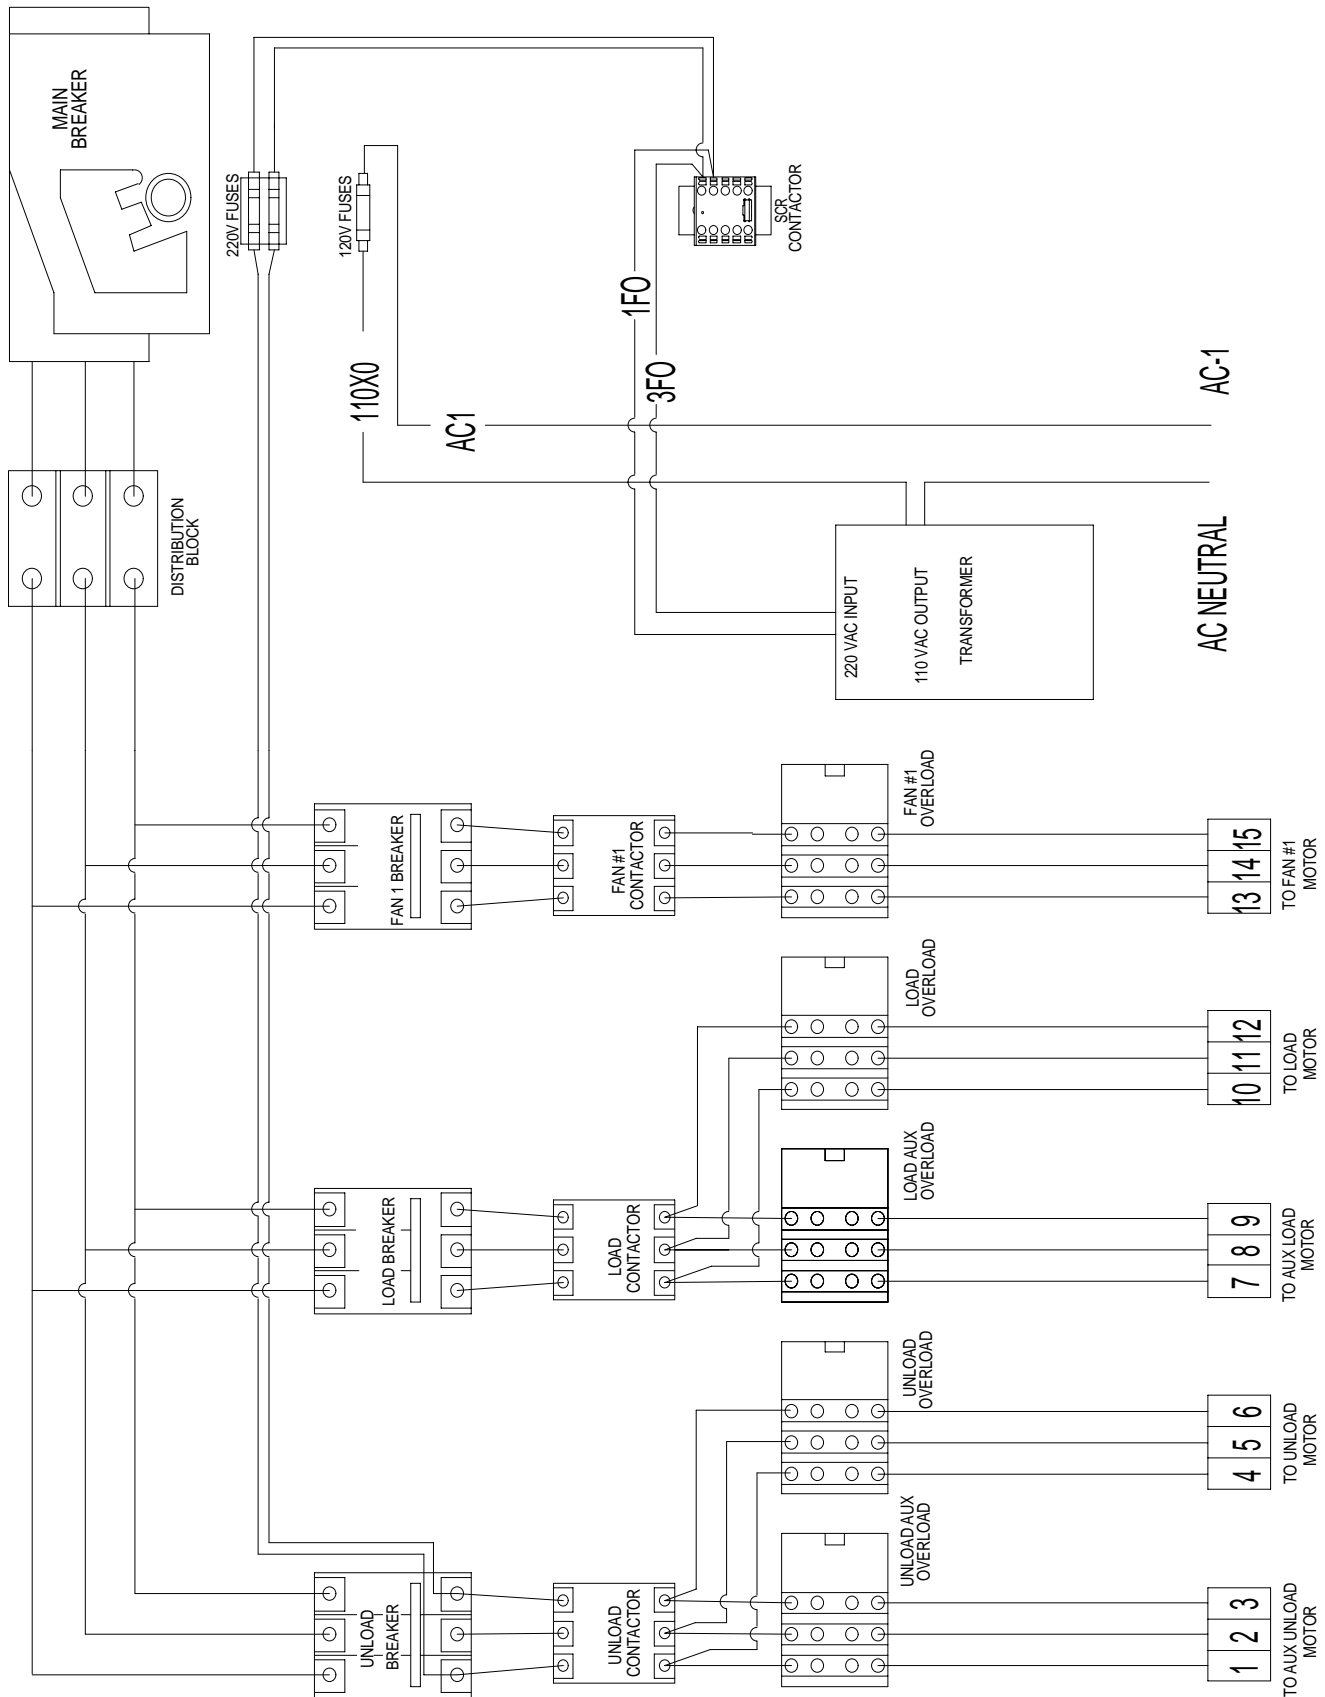 MAIN
BREAKER
220V FUSES
120V FUSES
SCR
CONTACTOR
1FO
3FO
110X0
AC1
AC-1
DISTRIBUTION
BLOCK
220 VAC INPUT
110 VAC OUTPUT
TRANSFORMER
AC NEUTRAL
FAN 1 BREAKER
FAN #1
CONTACTOR
FAN #1
OVERLOAD
13 14 15
TO FAN #1
MOTOR
LOAD
OVERLOAD
10 11 12
TO LOAD
MOTOR
LOAD BREAKER
LOAD
CONTACTOR
LOAD AUX
OVERLOAD
7 8 9
TO AUX LOAD
MOTOR
UNLOAD
OVERLOAD
4 5 6
TO UNLOAD
MOTOR
UNLOAD
BREAKER
UNLOAD
CONTACTOR
UNLOAD AUX
OVERLOAD
1 2 3
TO AUX UNLOAD
MOTOR